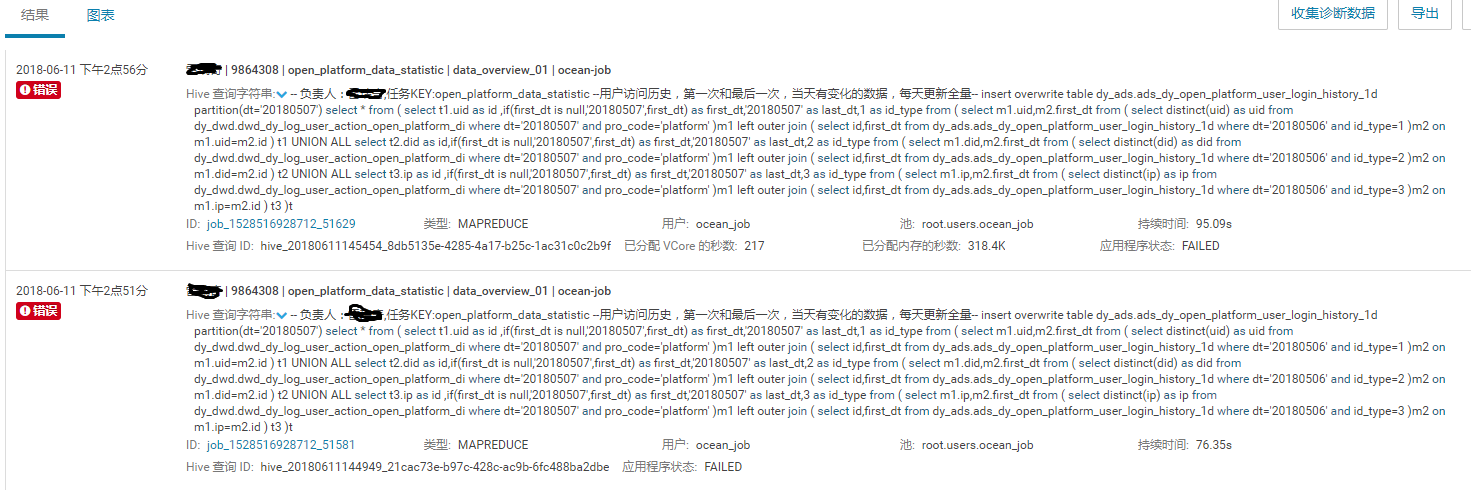 结果 图表 收集诊断数据 导出
2018-06-11 下午2点56分 | 9864308 | open_platform_data_statistic | data_overview_01 | ocean-job
错误 Hive 查询字符串: -- 负责人： ,任务KEY:open_platform_data_statistic --用户访问历史，第一次和最后一次，当天有变化的数据，每天更新全量-- insert overwrite table dy_ads.ads_dy_open_platform_user_login_history_1d
partition(dt='20180507') select * from ( select t1.uid as id ,if(first_dt is null,'20180507',first_dt) as first_dt,'20180507' as last_dt,1 as id_type from ( select m1.uid,m2.first_dt from ( select distinct(uid) as uid from
dy_dwd.dwd_dy_log_user_action_open_platform_di where dt='20180507' and pro_code='platform' )m1 left outer join ( select id,first_dt from dy_ads.ads_dy_open_platform_user_login_history_1d where dt='20180506' and id_type=1 )m2 on
m1.uid=m2.id ) t1 UNION ALL select t2.did as id,if(first_dt is null,'20180507',first_dt) as first_dt,'20180507' as last_dt,2 as id_type from ( select m1.did,m2.first_dt from ( select distinct(did) as did from
dy_dwd.dwd_dy_log_user_action_open_platform_di where dt='20180507' and pro_code='platform' )m1 left outer join ( select id,first_dt from dy_ads.ads_dy_open_platform_user_login_history_1d where dt='20180506' and id_type=2 )m2 on
m1.did=m2.id ) t2 UNION ALL select t3.ip as id ,if(first_dt is null,'20180507',first_dt) as first_dt,'20180507' as last_dt,3 as id_type from ( select m1.ip,m2.first_dt from ( select distinct(ip) as ip from
dy_dwd.dwd_dy_log_user_action_open_platform_di where dt='20180507' and pro_code='platform' )m1 left outer join ( select id,first_dt from dy_ads.ads_dy_open_platform_user_login_history_1d where dt='20180506' and id_type=3 )m2 on
m1.ip=m2.id ) t3 )t
ID: job_1528516928712_51629 类型: MAPREDUCE 用户: ocean_job 池: root.users.ocean_job 持续时间: 95.09s
Hive 查询 ID: hive_20180611145454_8db5135e-4285-4a17-b25c-1ac31c0c2b9f 已分配 VCore 的秒数: 217 已分配内存的秒数: 318.4K 应用程序状态: FAILED
2018-06-11 下午2点51分 | 9864308 | open_platform_data_statistic | data_overview_01 | ocean-job
错误 Hive 查询字符串: -- 负责人： ,任务KEY:open_platform_data_statistic --用户访问历史，第一次和最后一次，当天有变化的数据，每天更新全量-- insert overwrite table dy_ads.ads_dy_open_platform_user_login_history_1d
partition(dt='20180507') select * from ( select t1.uid as id ,if(first_dt is null,'20180507',first_dt) as first_dt,'20180507' as last_dt,1 as id_type from ( select m1.uid,m2.first_dt from ( select distinct(uid) as uid from
dy_dwd.dwd_dy_log_user_action_open_platform_di where dt='20180507' and pro_code='platform' )m1 left outer join ( select id,first_dt from dy_ads.ads_dy_open_platform_user_login_history_1d where dt='20180506' and id_type=1 )m2 on
m1.uid=m2.id ) t1 UNION ALL select t2.did as id,if(first_dt is null,'20180507',first_dt) as first_dt,'20180507' as last_dt,2 as id_type from ( select m1.did,m2.first_dt from ( select distinct(did) as did from
dy_dwd.dwd_dy_log_user_action_open_platform_di where dt='20180507' and pro_code='platform' )m1 left outer join ( select id,first_dt from dy_ads.ads_dy_open_platform_user_login_history_1d where dt='20180506' and id_type=2 )m2 on
m1.did=m2.id ) t2 UNION ALL select t3.ip as id ,if(first_dt is null,'20180507',first_dt) as first_dt,'20180507' as last_dt,3 as id_type from ( select m1.ip,m2.first_dt from ( select distinct(ip) as ip from
dy_dwd.dwd_dy_log_user_action_open_platform_di where dt='20180507' and pro_code='platform' )m1 left outer join ( select id,first_dt from dy_ads.ads_dy_open_platform_user_login_history_1d where dt='20180506' and id_type=3 )m2 on
m1.ip=m2.id ) t3 )t
ID: job_1528516928712_51581 类型: MAPREDUCE 用户: ocean_job 池: root.users.ocean_job 持续时间: 76.35s
Hive 查询 ID: hive_20180611144949_21cac73e-b97c-428c-ac9b-6fc488ba2dbe 应用程序状态: FAILED